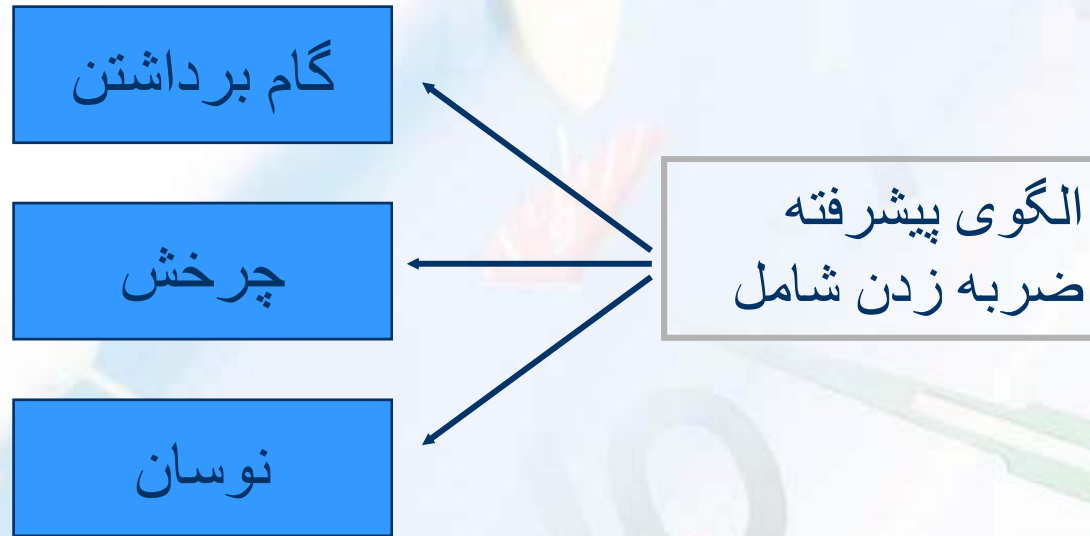 الگوی پیشرفته
ضربه زدن شامل
گام برداشتن
چرخش
نوسان